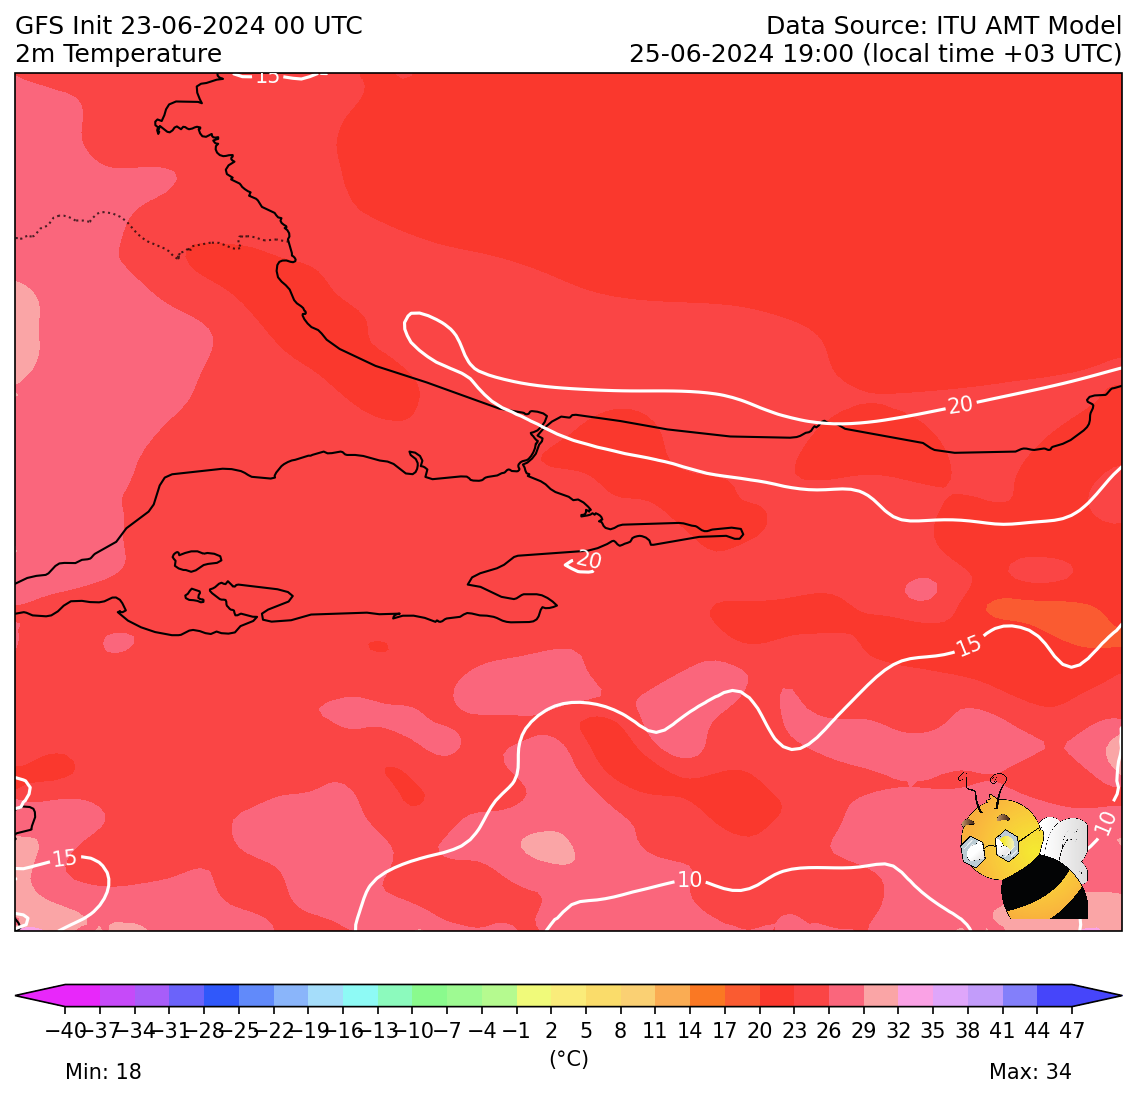 GFS Init 23-06-2024 00 UTC
Data Source: ITU AMT Model
2m Temperature
25-06-2024 19:00 (local time +03 UTC)
15
20
20
15
10
15
10
−40 −37 −34 −31 −28 −25 −22 −19 −16 −13 −10 −7 −4 −1 2 5 8 11 14 17 20 23 26 29 32 35 38 41 44 47
(°C)
Min: 18
Max: 34